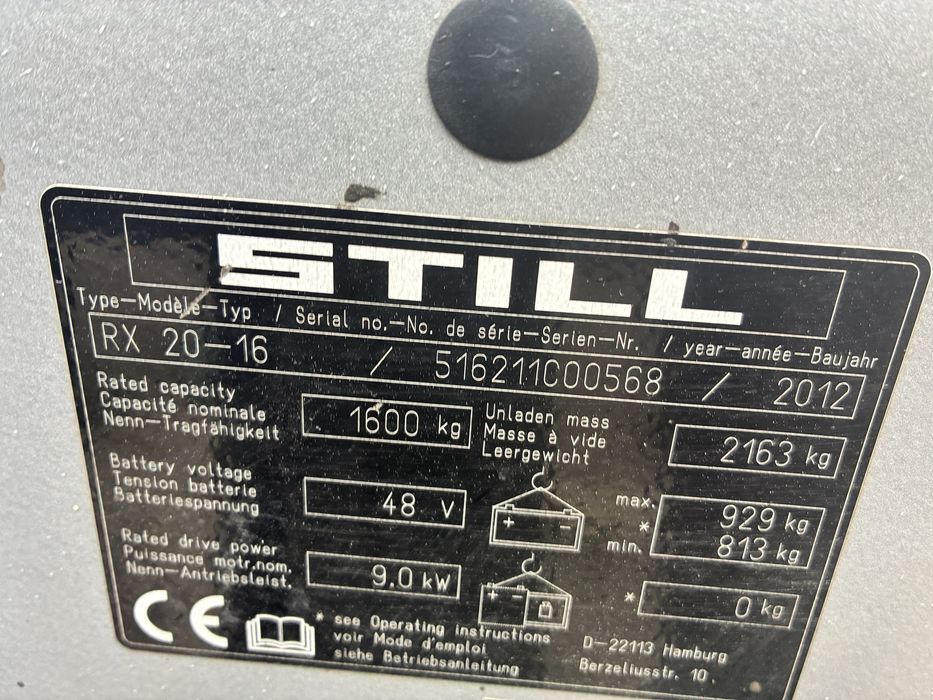 STILL
Type-Modèle-Typ / Serial no.-No. de série-Serien-Nr. / year-année-Baujahr
RX 20-16 / 516211C00568 / 2012
Rated capacity
Capacité nominale
Nenn-Tragfähigkeit
1600 kg
Unladen mass
Masse à vide
Leergewicht
2163 kg
Battery voltage
Tension batterie
Batteriespannung
48 V
+ -
max. 929 kg
*
min. 813 kg
Rated drive power
Puissance motr.nom.
Nenn-Antriebsleist.
9.0 kW
+
* 0 kg
CE
* see Operating instructions
voir Mode d'emploi
siehe Betriebsanleitung
D-22113 Hamburg
Berzeliusstr. 10.